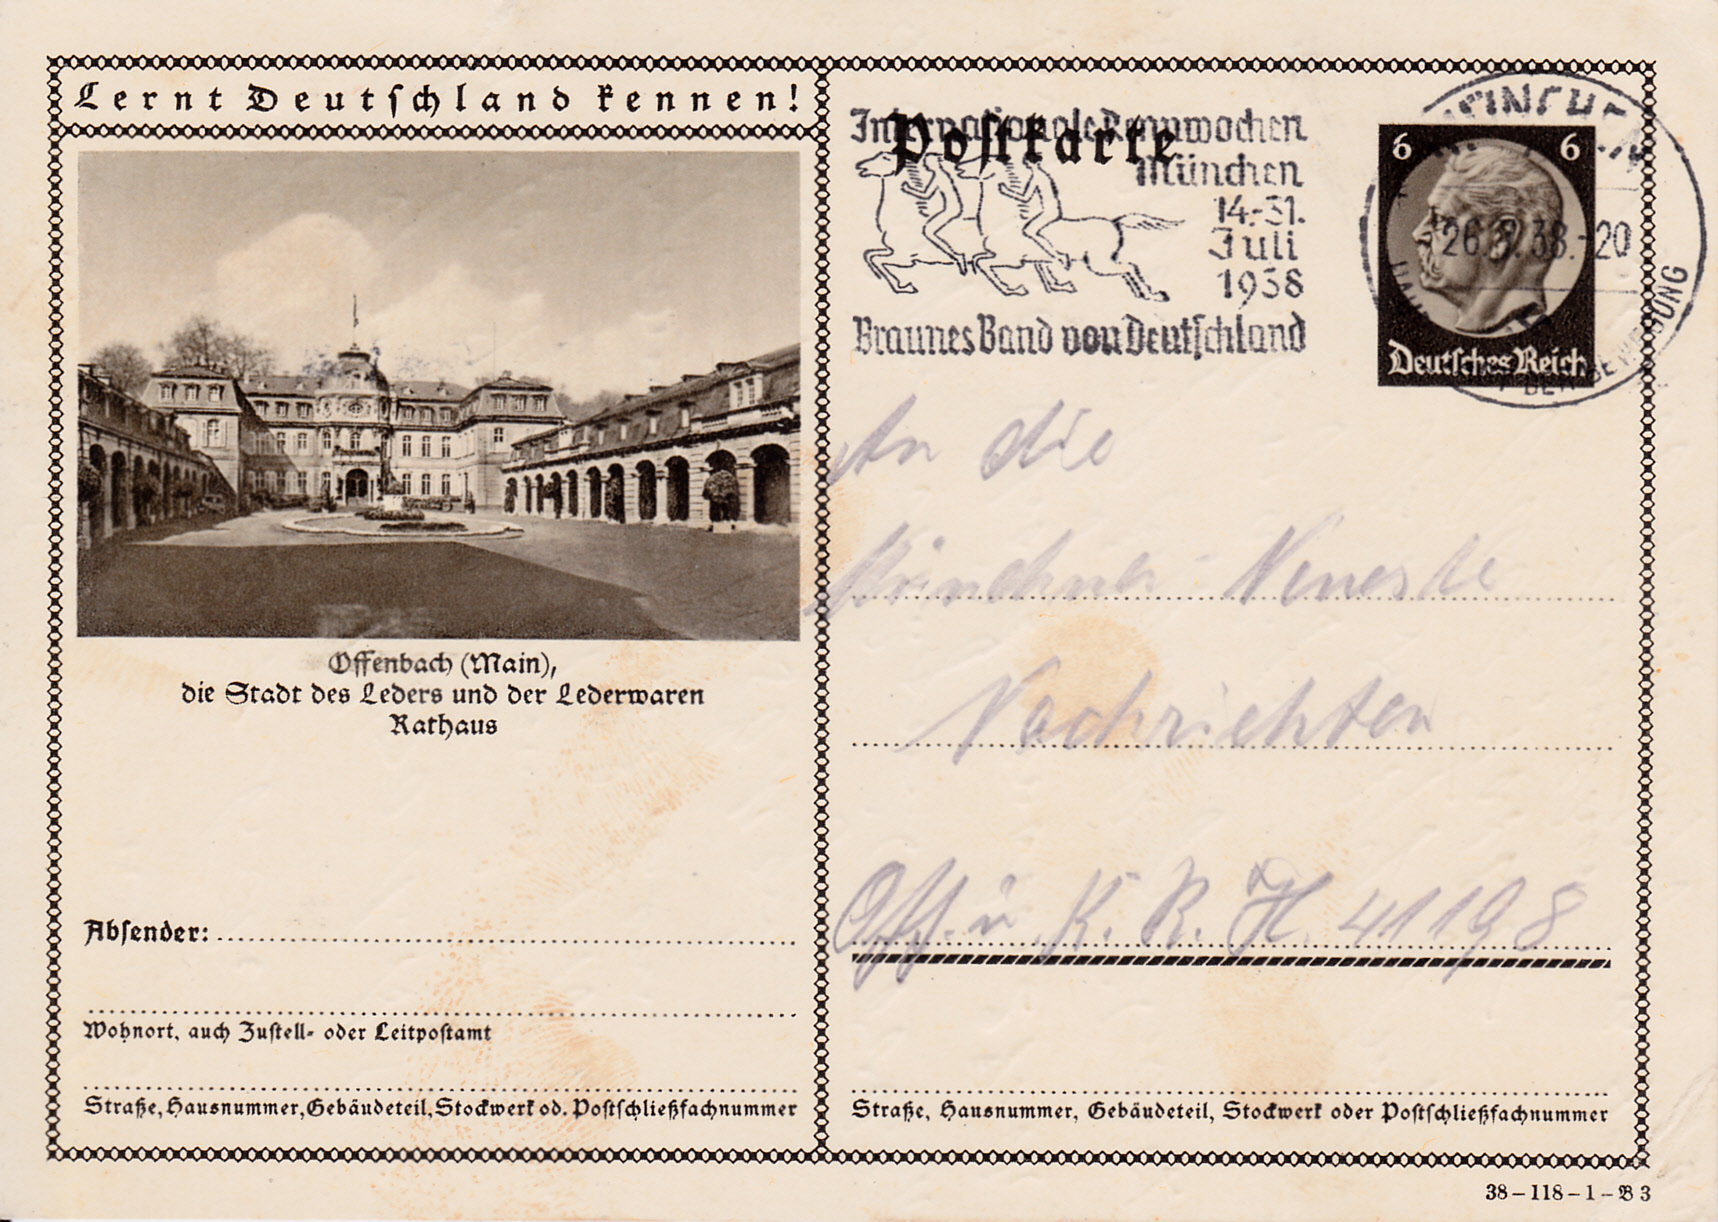 Lernt Deutschland kennen!
Offenbach (Main),
die Stadt des Leders und der Lederwaren
Rathaus
Absender:
Wohnort, auch Zustell- oder Leitpostamt
Straße, Hausnummer, Gebäudeteil, Stockwerk od. Postschließfachnummer
Postkarte
Internationale Rennwochen
München
14.-31.
Juli
1938
Braunes Band von Deutschland
6 6
38.-20
Deutsches Reich
An die
Münchner Neueste
Nachrichten
Off. u. K. R. H. 41198
Straße, Hausnummer, Gebäudeteil, Stockwerk oder Postschließfachnummer
38-118-1-B 3